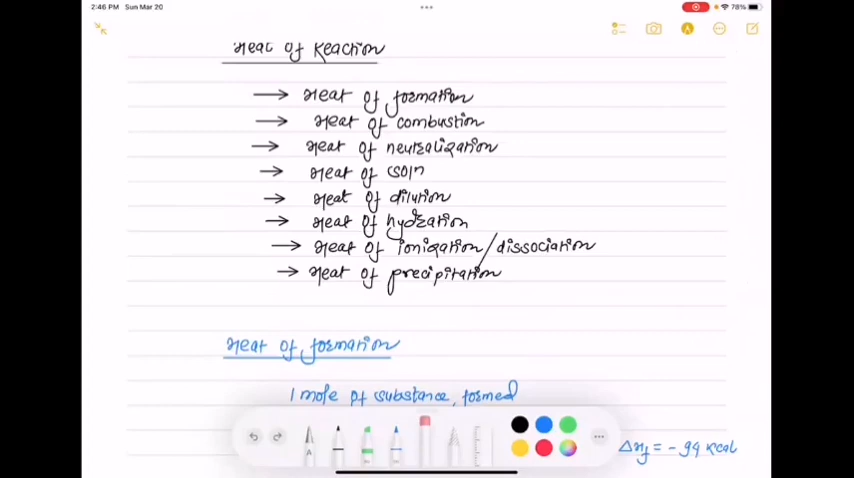 2:46 PM Sun Mar 20
78%
Heat of Reaction
→ Heat of formation
→ Heat of combustion
→ Heat of neutralization
→ Heat of soln
→ Heat of dilution
→ Heat of hydration
→ Heat of ionization/dissociation
→ Heat of precipitation
Heat of formation
1 mole of substance, formed
ΔHf = - 94 kcal